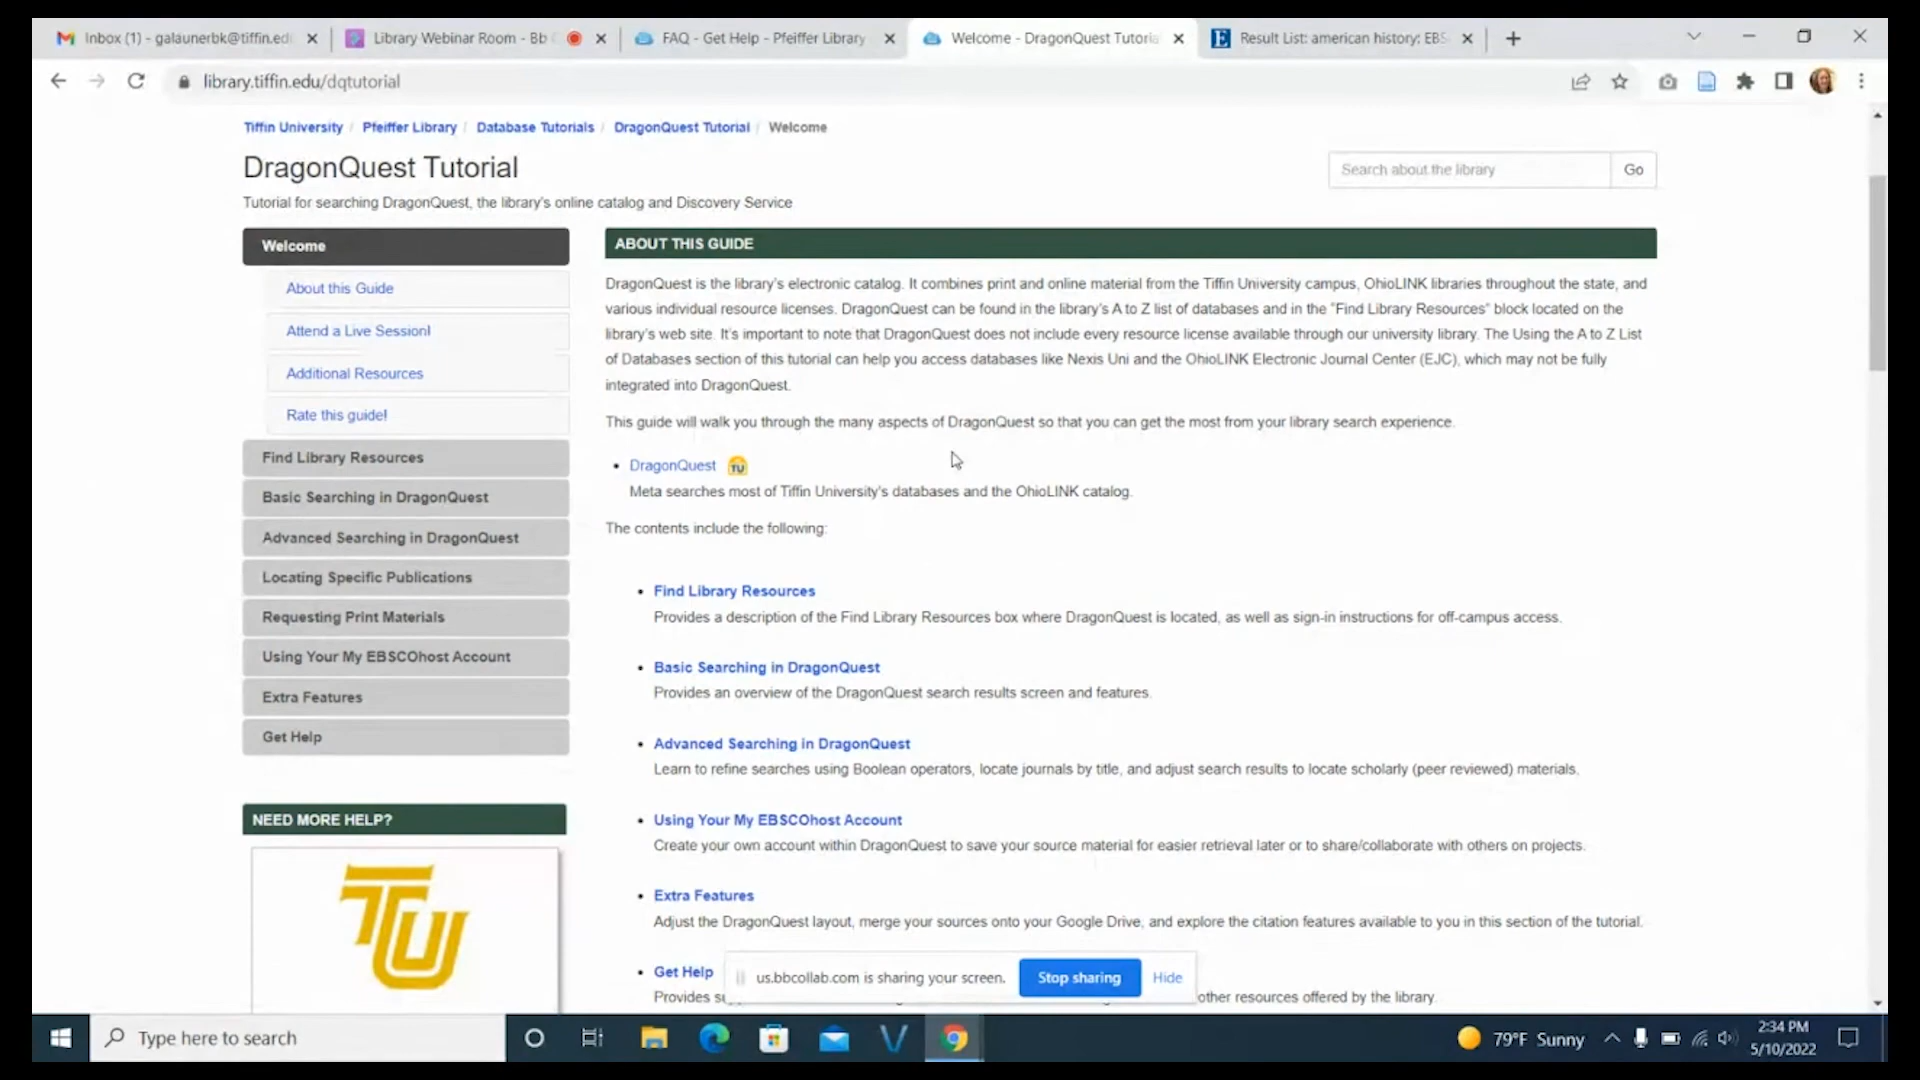 Inbox (1) - galaunerbk@tiffin.ed
Library Webinar Room - Bb
FAQ - Get Help - Pfeiffer Library
Welcome - DragonQuest Tutoria
Result List: american history: EBS
library.tiffin.edu/dqtutorial
Tiffin University / Pfeiffer Library / Database Tutorials / DragonQuest Tutorial / Welcome
DragonQuest Tutorial
Search about the library
Go
Tutorial for searching DragonQuest, the library's online catalog and Discovery Service
Welcome
About this Guide
Attend a Live Session!
Additional Resources
Rate this guide!
Find Library Resources
Basic Searching in DragonQuest
Advanced Searching in DragonQuest
Locating Specific Publications
Requesting Print Materials
Using Your My EBSCOhost Account
Extra Features
Get Help
NEED MORE HELP?
TU
ABOUT THIS GUIDE
DragonQuest is the library's electronic catalog. It combines print and online material from the Tiffin University campus, OhioLINK libraries throughout the state, and
various individual resource licenses. DragonQuest can be found in the library's A to Z list of databases and in the "Find Library Resources" block located on the
library's web site. It's important to note that DragonQuest does not include every resource license available through our university library. The Using the A to Z List
of Databases section of this tutorial can help you access databases like Nexis Uni and the OhioLINK Electronic Journal Center (EJC), which may not be fully
integrated into DragonQuest.
This guide will walk you through the many aspects of DragonQuest so that you can get the most from your library search experience.
• DragonQuest TU
Meta searches most of Tiffin University's databases and the OhioLINK catalog.
The contents include the following:
• Find Library Resources
Provides a description of the Find Library Resources box where DragonQuest is located, as well as sign-in instructions for off-campus access.
• Basic Searching in DragonQuest
Provides an overview of the DragonQuest search results screen and features.
• Advanced Searching in DragonQuest
Learn to refine searches using Boolean operators, locate journals by title, and adjust search results to locate scholarly (peer reviewed) materials.
• Using Your My EBSCOhost Account
Create your own account within DragonQuest to save your source material for easier retrieval later or to share/collaborate with others on projects.
• Extra Features
Adjust the DragonQuest layout, merge your sources onto your Google Drive, and explore the citation features available to you in this section of the tutorial.
• Get Help
Provides su
other resources offered by the library.
us.bbcollab.com is sharing your screen.
Stop sharing
Hide
Type here to search
79°F Sunny
2:34 PM
5/10/2022